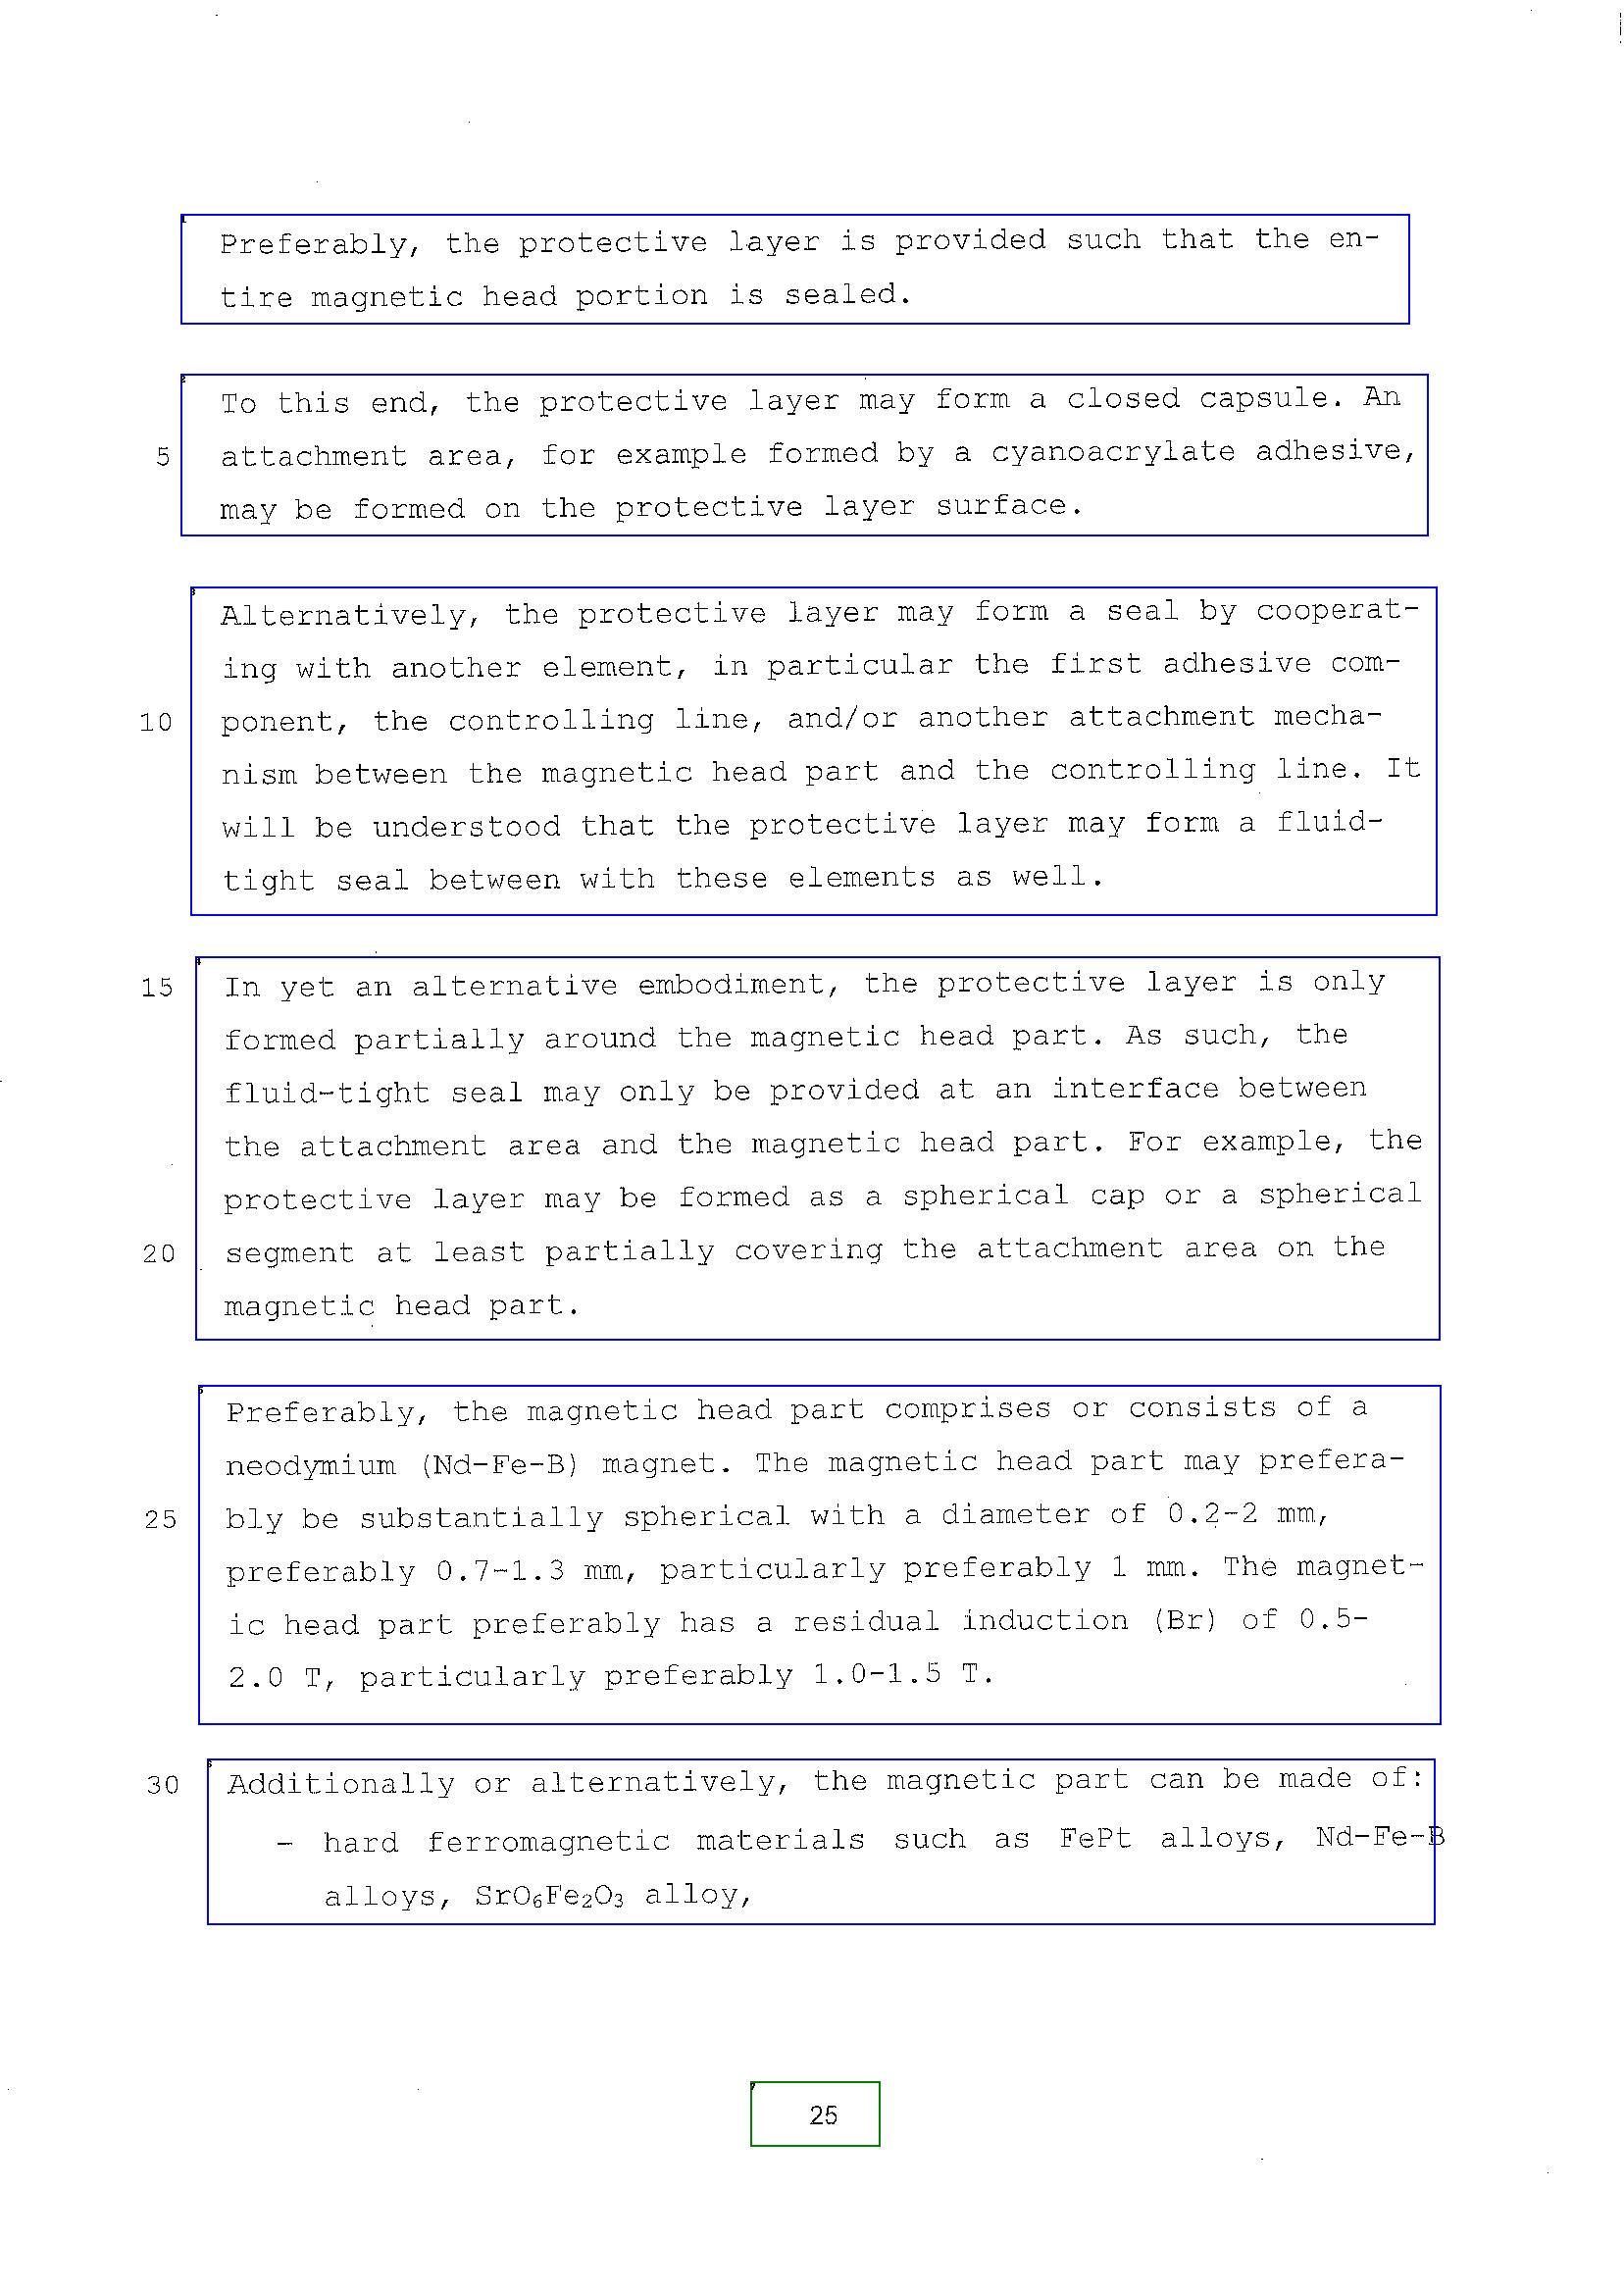 Preferably, the protective layer is provided such that the en-
tire magnetic head portion is sealed.
To this end, the protective layer may form a closed capsule. An
5 attachment area, for example formed by a cyanoacrylate adhesive,
may be formed on the protective layer surface.
Alternatively, the protective layer may form a seal by cooperat-
ing with another element, in particular the first adhesive com-
10 ponent, the controlling line, and/or another attachment mecha-
nism between the magnetic head part and the controlling line. It
will be understood that the protective layer may form a fluid-
tight seal between with these elements as well.
15 In yet an alternative embodiment, the protective layer is only
formed partially around the magnetic head part. As such, the
fluid-tight seal may only be provided at an interface between
the attachment area and the magnetic head part. For example, the
protective layer may be formed as a spherical cap or a spherical
20 segment at least partially covering the attachment area on the
magnetic head part.
Preferably, the magnetic head part comprises or consists of a
neodymium (Nd-Fe-B) magnet. The magnetic head part may prefera-
25 bly be substantially spherical with a diameter of 0.2-2 mm,
preferably 0.7-1.3 mm, particularly preferably 1 mm. The magnet-
ic head part preferably has a residual induction (Br) of 0.5-
2.0 T, particularly preferably 1.0-1.5 T.
30 Additionally or alternatively, the magnetic part can be made of:
- hard ferromagnetic materials such as FePt alloys, Nd-Fe-B
alloys, SrO₆Fe₂O₃ alloy,
25